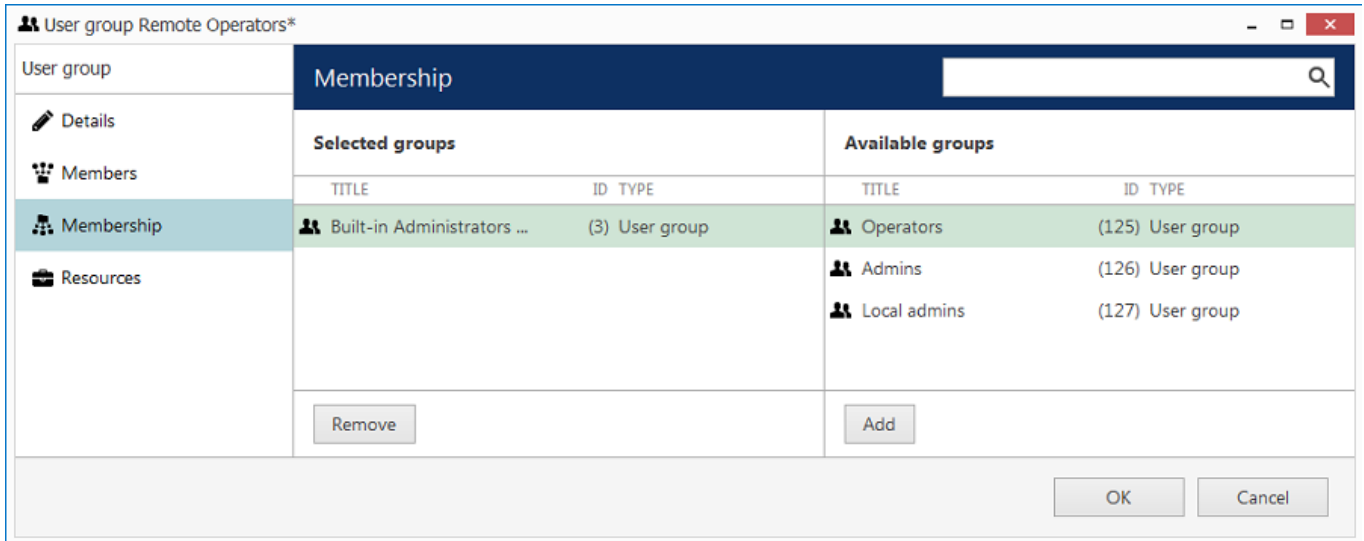 User group Remote Operators*
User group
Details
Members
Membership
Resources
Membership
Selected groups
TITLE ID TYPE
Built-in Administrators ... (3) User group
Remove
Available groups
TITLE ID TYPE
Operators (125) User group
Admins (126) User group
Local admins (127) User group
Add
OK Cancel